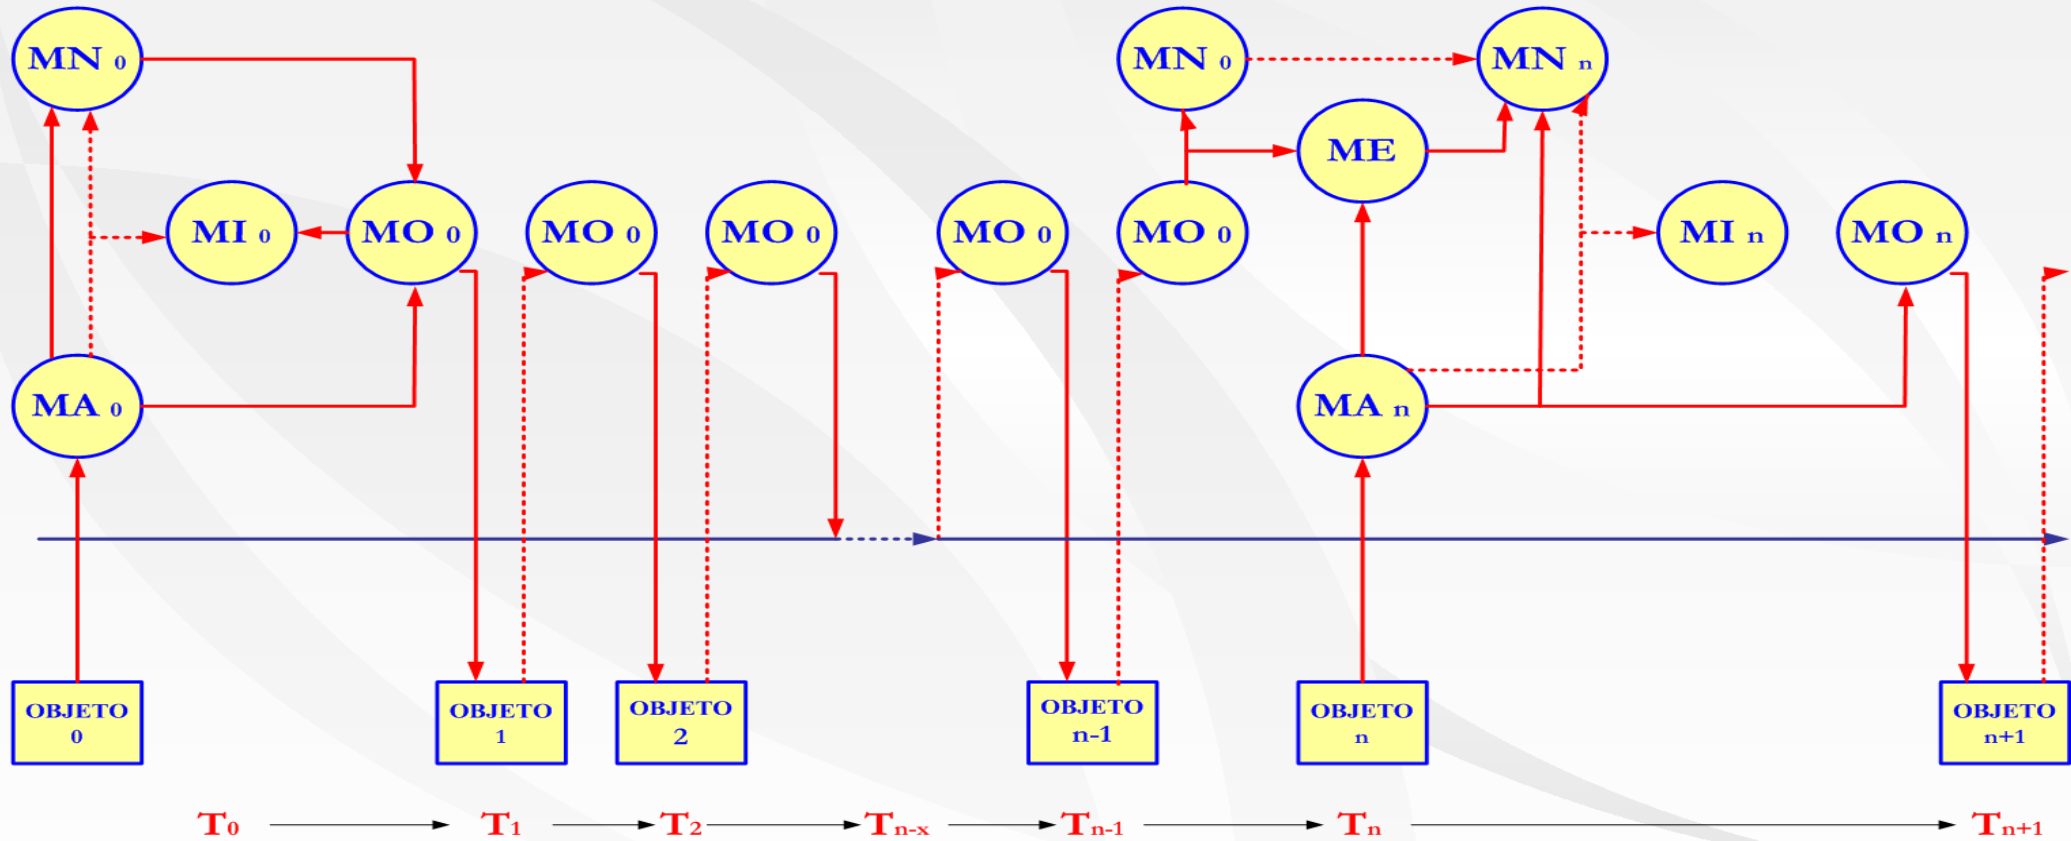 MN 0
MN 0
MN n
ME
MI 0
MO 0
MO 0
MO 0
MO 0
MO 0
MI n
MO n
MA 0
MA n
OBJETO
0
OBJETO
1
OBJETO
2
OBJETO
n-1
OBJETO
n
OBJETO
n+1
T0
T1
T2
Tn-x
Tn-1
Tn
Tn+1